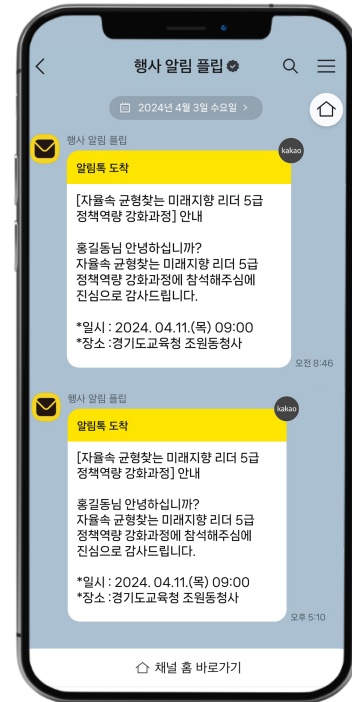 행사 알림 플립
2024년 4월 3일 수요일 >
행사 알림 플립
kakao
알림톡 도착
[자율속 균형찾는 미래지향 리더 5급
정책역량 강화과정] 안내
홍길동님 안녕하십니까?
자율속 균형찾는 미래지향 리더 5급
정책역량 강화과정에 참석해주심에
진심으로 감사드립니다.
*일시 : 2024. 04.11.(목) 09:00
*장소 :경기도교육청 조원동청사
오전 8:46
행사 알림 플립
kakao
알림톡 도착
[자율속 균형찾는 미래지향 리더 5급
정책역량 강화과정] 안내
홍길동님 안녕하십니까?
자율속 균형찾는 미래지향 리더 5급
정책역량 강화과정에 참석해주심에
진심으로 감사드립니다.
*일시 : 2024. 04.11.(목) 09:00
*장소 :경기도교육청 조원동청사
오후 5:10
채널 홈 바로가기